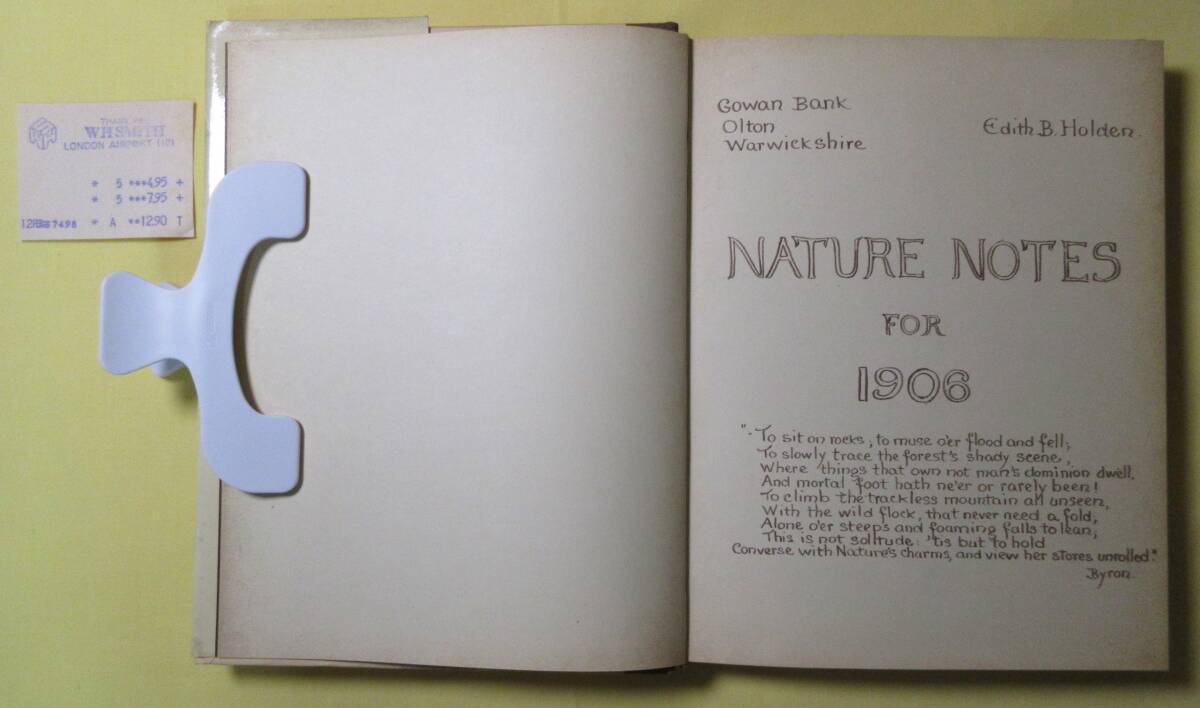 THANK YOU
WHSMITH
LONDON AIRPORT
* 5 ***4.95 +
* 5 ***7.95 +
* A **12.90 T
Gowan Bank
Olton
Warwickshire
Edith B. Holden.
NATURE NOTES
FOR
1906
"-To sit on rocks, to muse o'er flood and fell;
To slowly trace the forest's shady scene,
Where things that own not man's dominion dwell.
And mortal foot hath ne'er or rarely been!
To climb the trackless mountain all unseen,
With the wild flock, that never need a fold;
Alone o'er steeps and foaming falls to lean;
This is not solitude: 'tis but to hold
Converse with Nature's charms, and view her stores unrolled."
Byron.